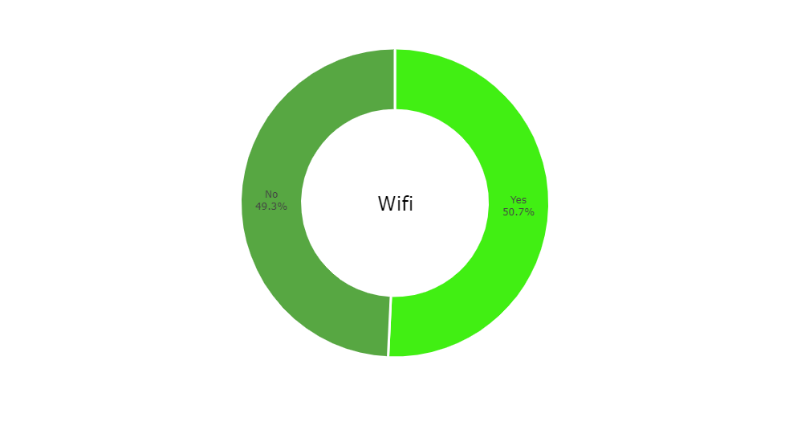 No
49.3%
Wifi
Yes
50.7%